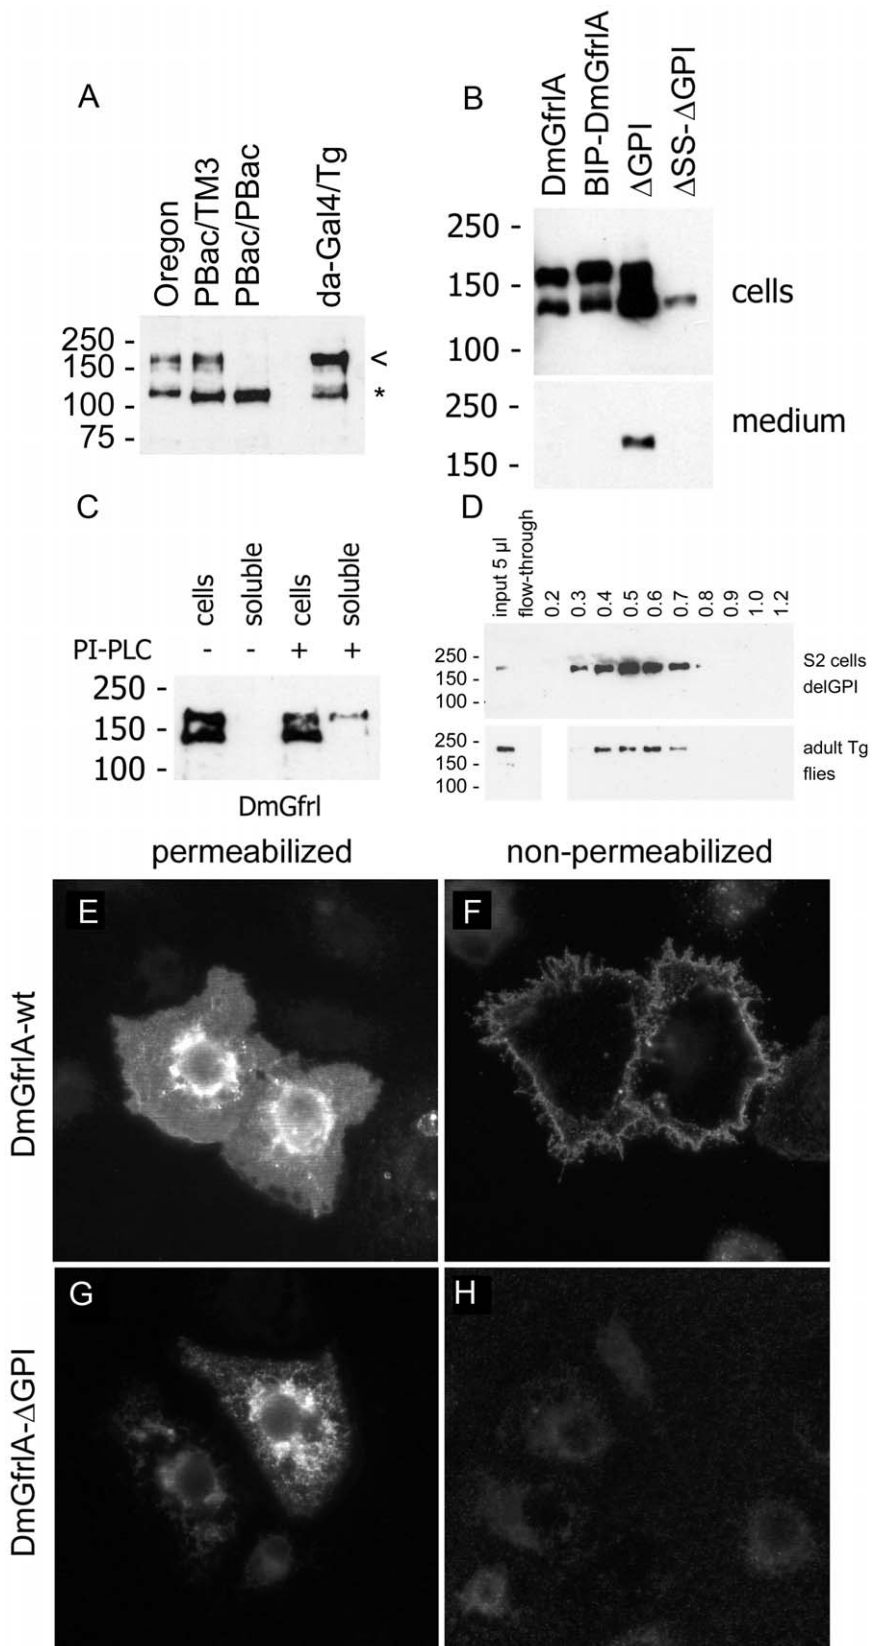 A
Oregon
PBac/TM3
PBac/PBac
da-Gal4/Tg
250 -
150 -
100 -
75 -
<
*
B
DmGfrlA
BIP-DmGfrlA
ΔGPI
ΔSS-ΔGPI
250 -
150 -
100 -
cells
250 -
150 -
medium
C
cells
soluble
cells
soluble
PI-PLC - - + +
250 -
150 -
100 -
DmGfrl
D
input 5 µl
flow-through
0.2
0.3
0.4
0.5
0.6
0.7
0.8
0.9
1.0
1.2
250 -
150 -
100 -
S2 cells
delGPI
250 -
150 -
100 -
adult Tg
flies
permeabilized
non-permeabilized
DmGfrlA-wt
E
F
DmGfrlA-ΔGPI
G
H